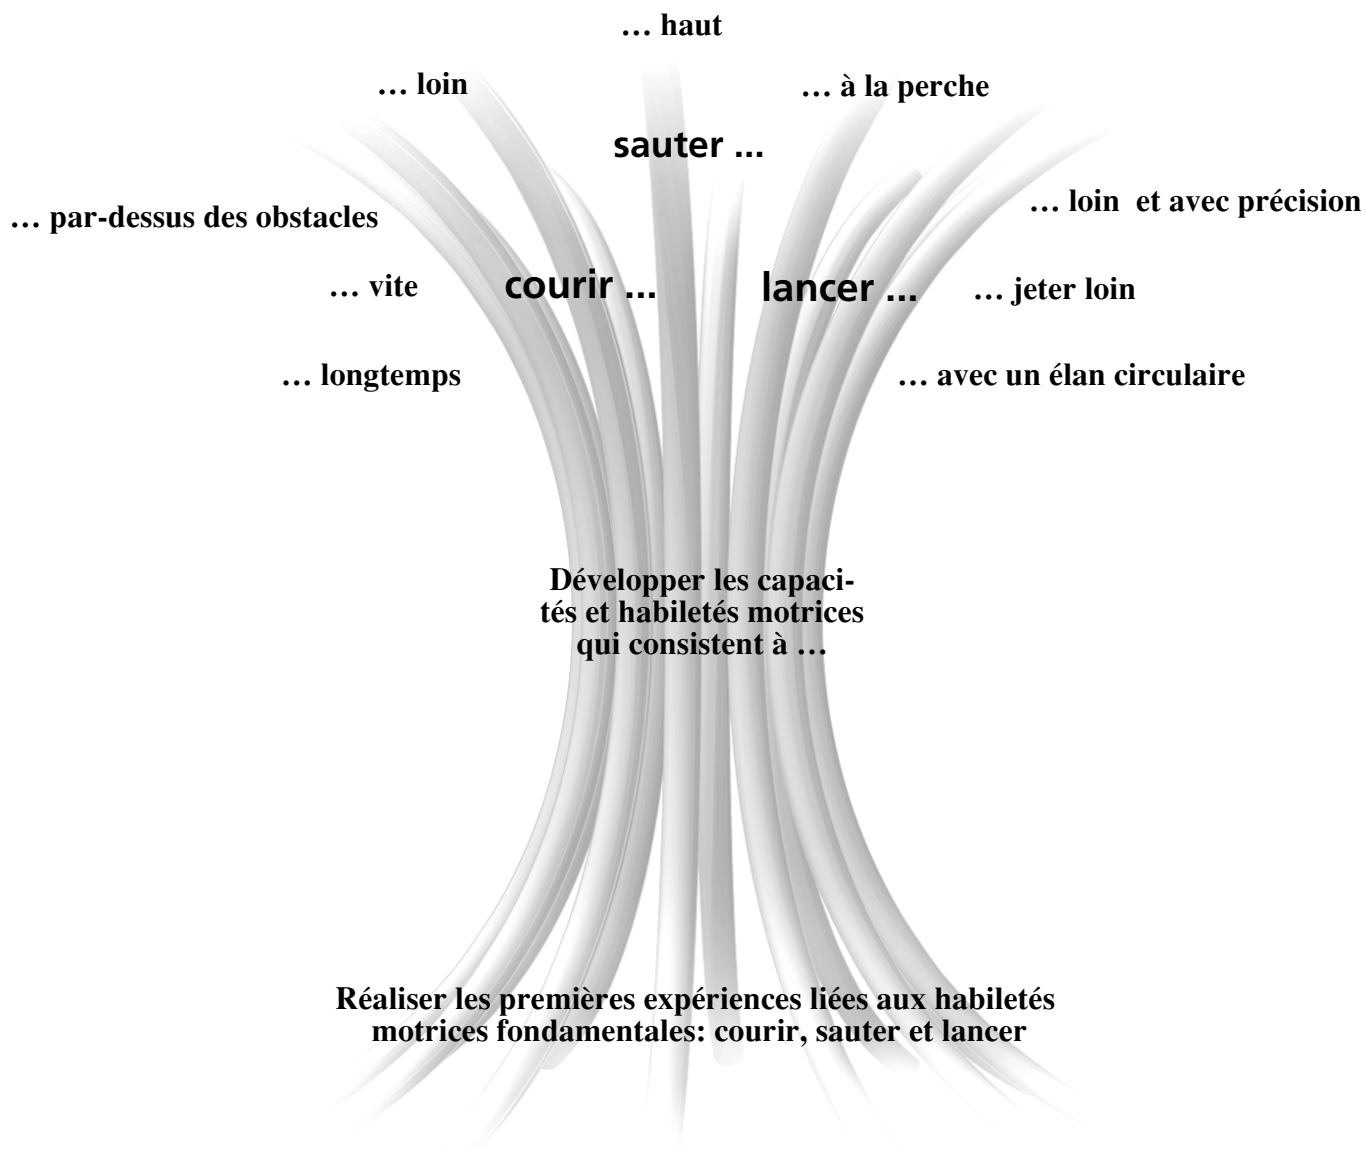 … haut
… loin
… à la perche
sauter ...
… par-dessus des obstacles
… loin et avec précision
… vite
courir ...
lancer ...
… jeter loin
… longtemps
… avec un élan circulaire
Développer les capaci-
tés et habiletés motrices
qui consistent à …
Réaliser les premières expériences liées aux habiletés
motrices fondamentales: courir, sauter et lancer